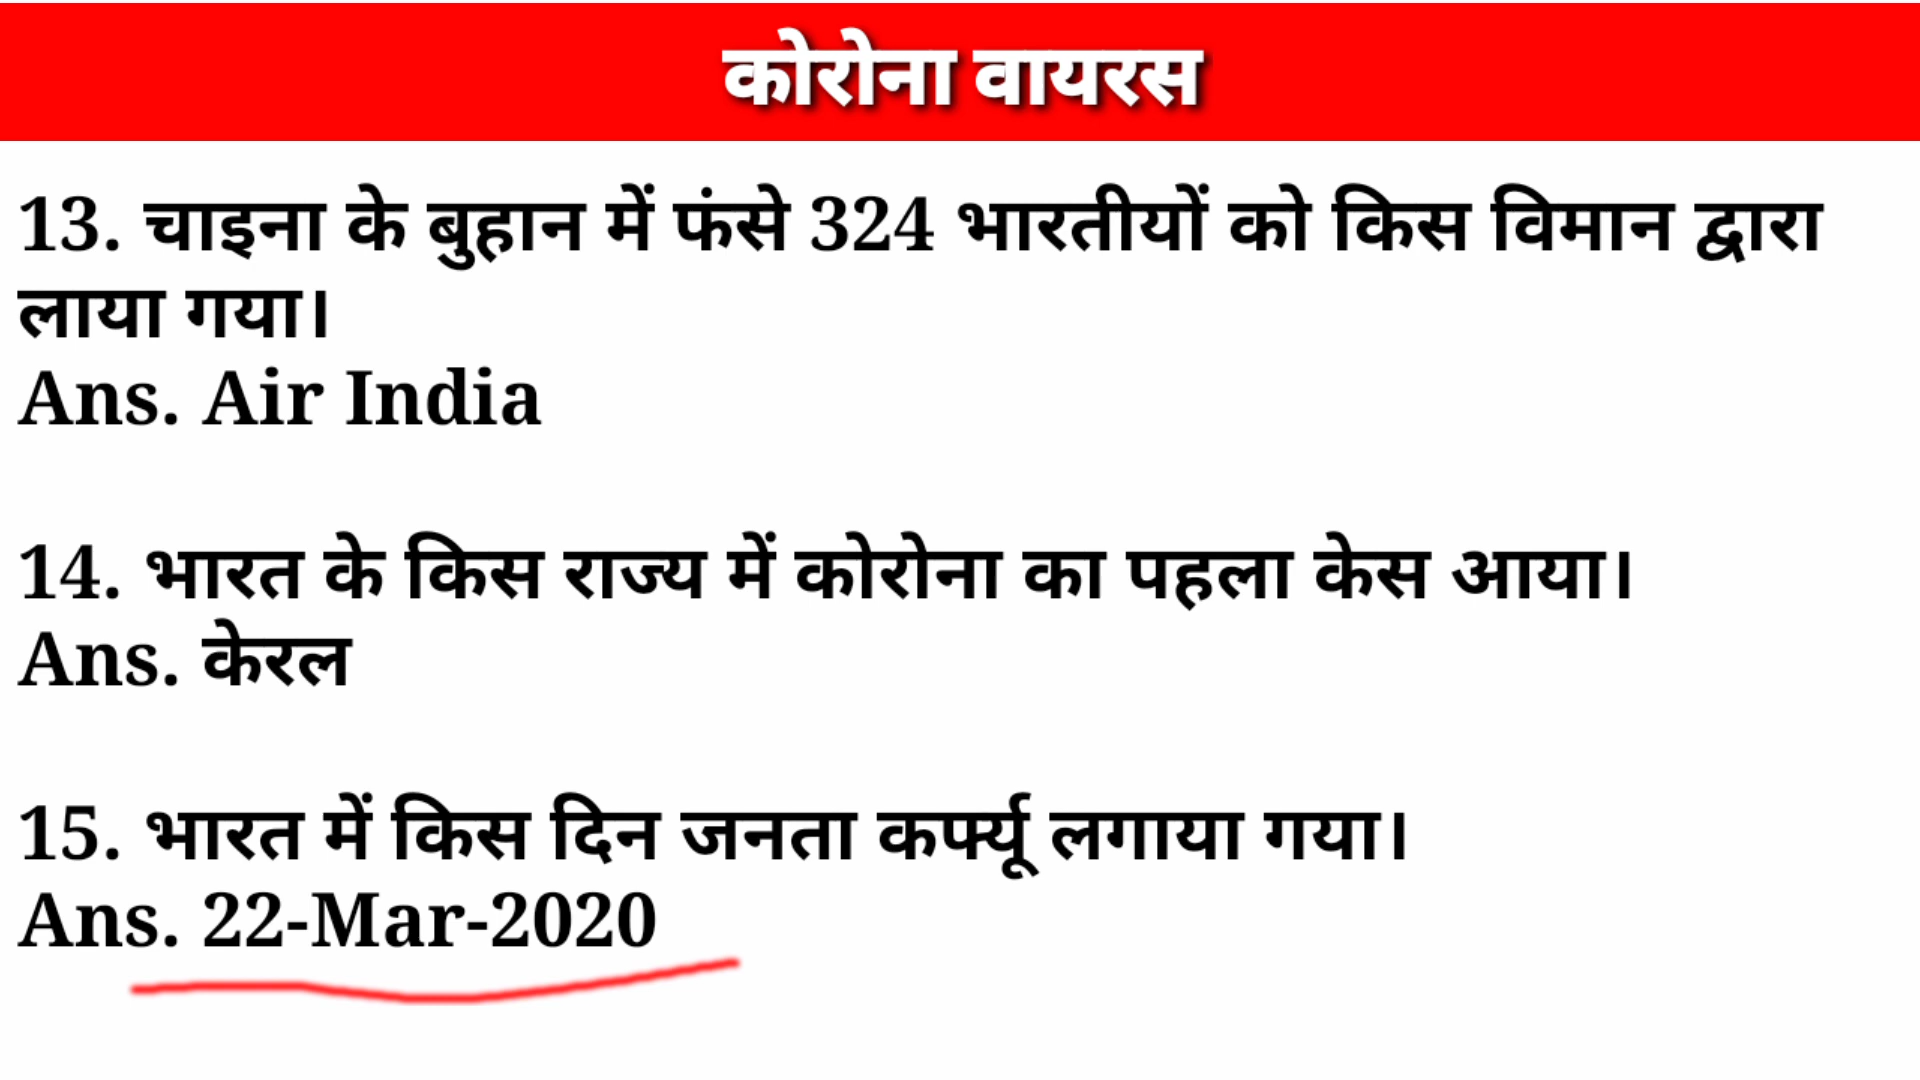 कोरोना वायरस
13. चाइना के बुहान में फंसे 324 भारतीयों को किस विमान द्वारा
लाया गया।
Ans. Air India
14. भारत के किस राज्य में कोरोना का पहला केस आया।
Ans. केरल
15. भारत में किस दिन जनता कर्फ्यू लगाया गया।
Ans. 22-Mar-2020